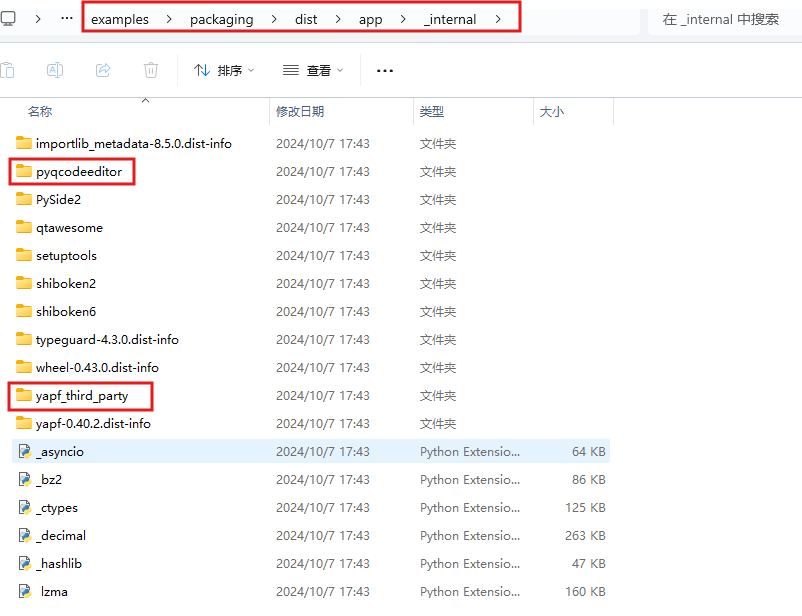 … examples > packaging > dist > app > _internal > 在 _internal 中搜索
排序 查看 …
名称 修改日期 类型 大小
importlib_metadata-8.5.0.dist-info 2024/10/7 17:43 文件夹
pyqcodeeditor 2024/10/7 17:43 文件夹
PySide2 2024/10/7 17:43 文件夹
qtawesome 2024/10/7 17:43 文件夹
setuptools 2024/10/7 17:43 文件夹
shiboken2 2024/10/7 17:43 文件夹
shiboken6 2024/10/7 17:43 文件夹
typeguard-4.3.0.dist-info 2024/10/7 17:43 文件夹
wheel-0.43.0.dist-info 2024/10/7 17:43 文件夹
yapf_third_party 2024/10/7 17:43 文件夹
yapf-0.40.2.dist-info 2024/10/7 17:43 文件夹
_asyncio 2024/10/7 17:43 Python Extensio... 64 KB
_bz2 2024/10/7 17:43 Python Extensio... 86 KB
_ctypes 2024/10/7 17:43 Python Extensio... 125 KB
_decimal 2024/10/7 17:43 Python Extensio... 263 KB
_hashlib 2024/10/7 17:43 Python Extensio... 47 KB
_lzma 2024/10/7 17:43 Python Extensio... 160 KB